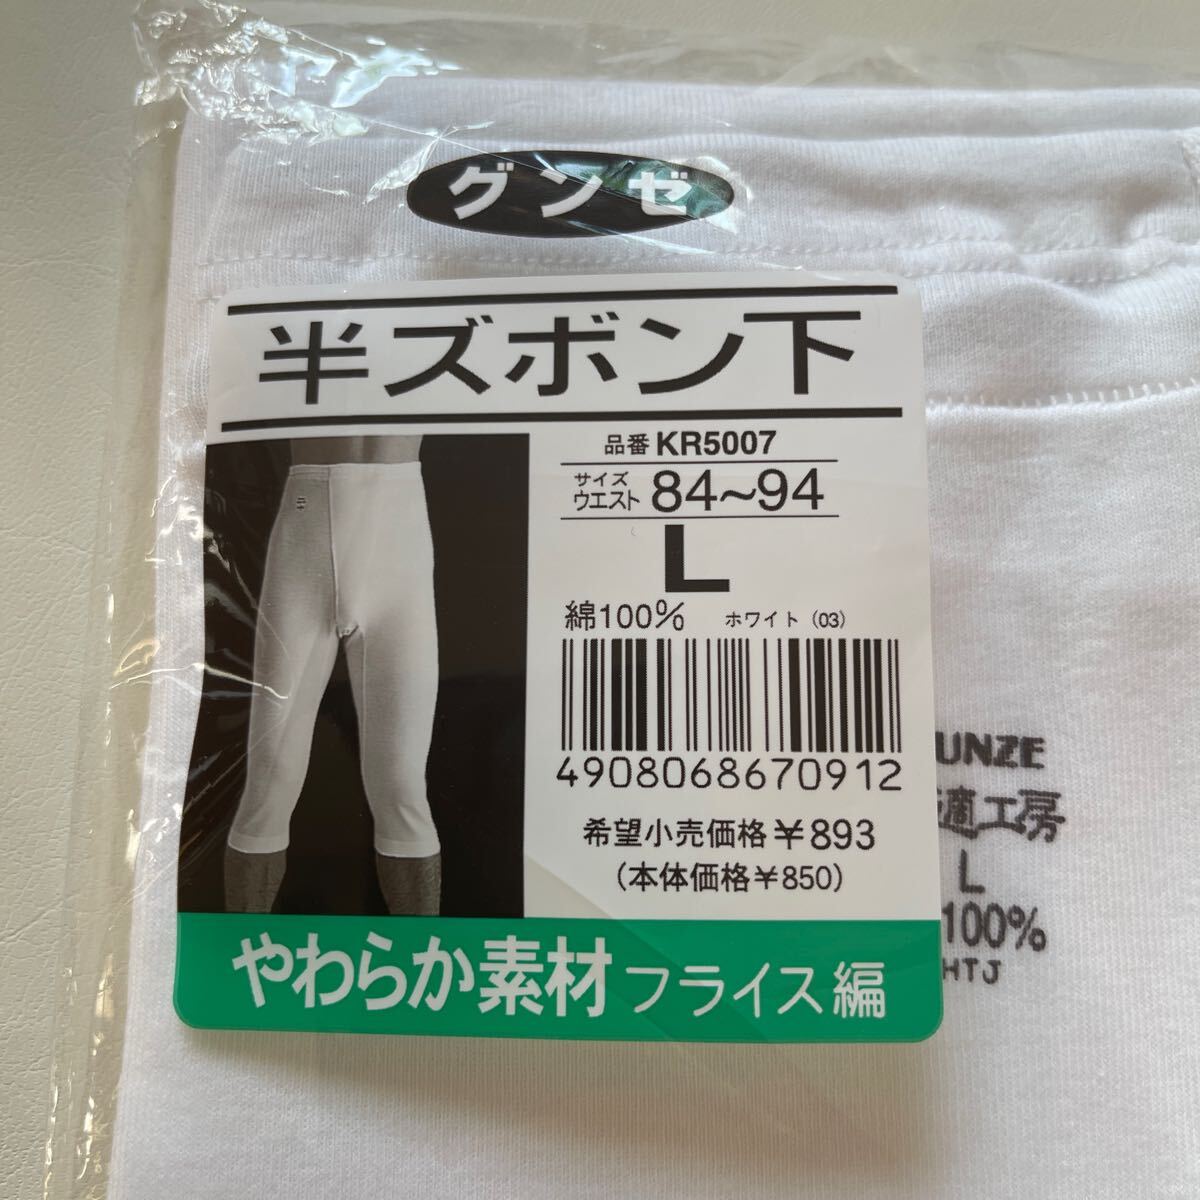 グンゼ
半ズボン下
品番 KR5007
サイズ
ウエスト 84~94
L
綿100% ホワイト(03)
4908068670912
希望小売価格¥893
(本体価格¥850)
やわらか素材 フライス編
UNZE
適工房
L
100%
HTJ